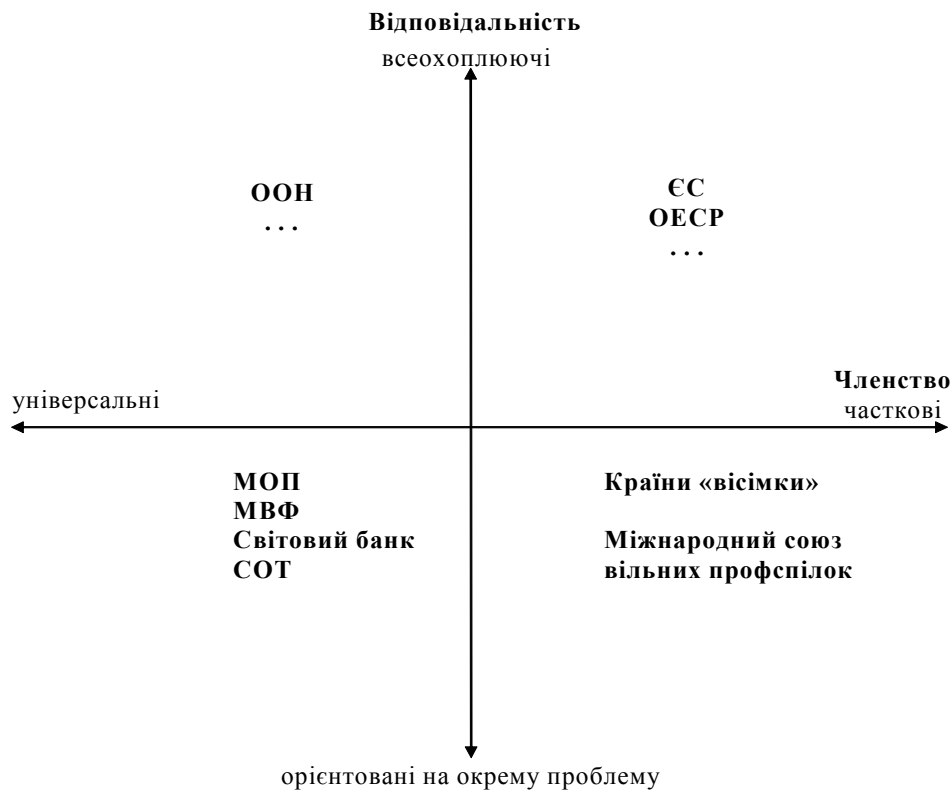 Відповідальність
всеохоплюючі
ООН
. . .
ЄС
ОЕСР
. . .
універсальні
Членство
часткові
МОП
МВФ
Світовий банк
СОТ
Країни «вісімки»
Міжнародний союз
вільних профспілок
орієнтовані на окрему проблему